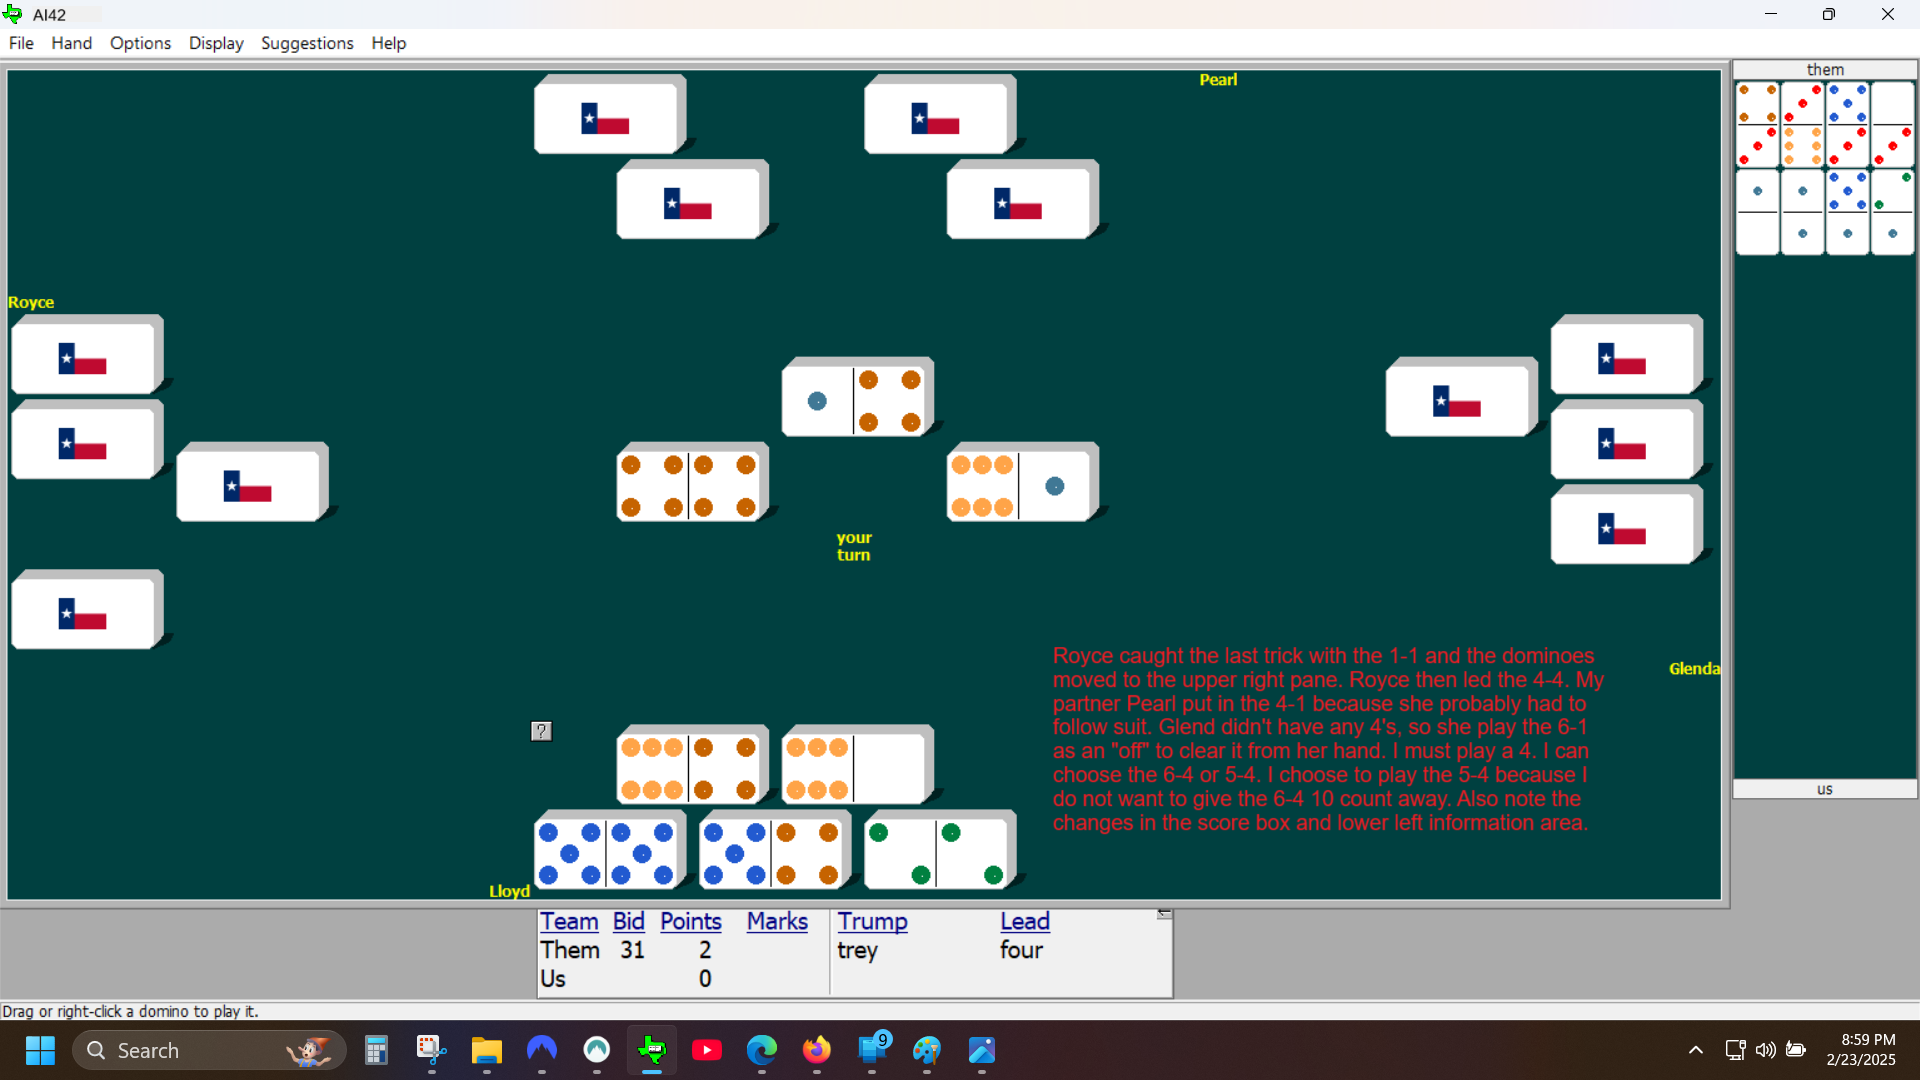 AI42
File Hand Options Display Suggestions Help
Pearl
them
Royce
your
turn
Royce caught the last trick with the 1-1 and the dominoes
moved to the upper right pane. Royce then led the 4-4. My
partner Pearl put in the 4-1 because she probably had to
follow suit. Glend didn't have any 4's, so she play the 6-1
as an "off" to clear it from her hand. I must play a 4. I can
choose the 6-4 or 5-4. I choose to play the 5-4 because I
do not want to give the 6-4 10 count away. Also note the
changes in the score box and lower left information area.
Glenda
?
us
Lloyd
Team Bid Points Marks Trump Lead
Them 31 2 trey four
Us 0
Drag or right-click a domino to play it.
Search
9
8:59 PM
2/23/2025